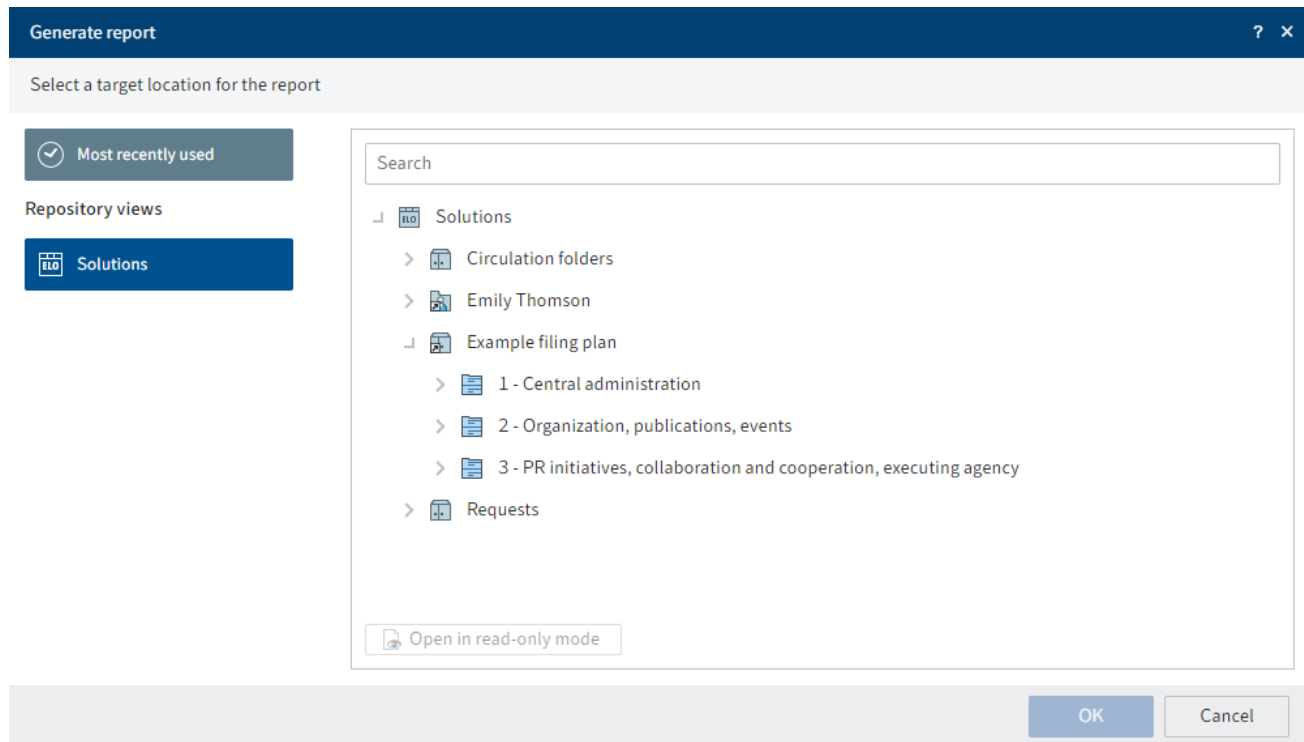 Generate report ? ×
Select a target location for the report
Most recently used
Repository views
ELO Solutions
Search
ELO Solutions
Circulation folders
Emily Thomson
Example filing plan
1 - Central administration
2 - Organization, publications, events
3 - PR initiatives, collaboration and cooperation, executing agency
Requests
Open in read-only mode
OK Cancel